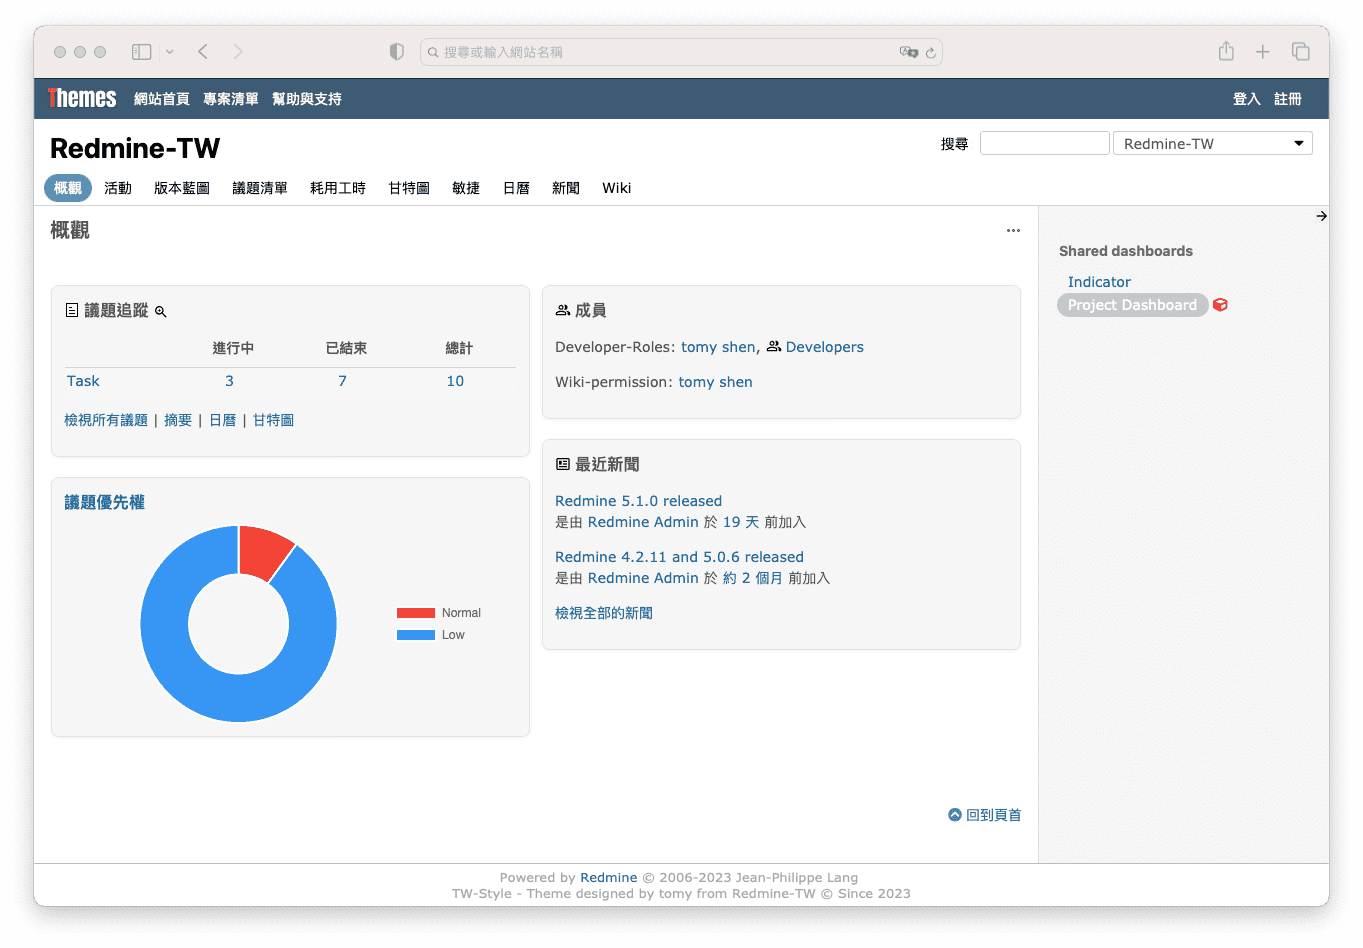 搜尋或輸入網站名稱
Themes 網站首頁 專案清單 幫助與支持 登入 註冊
Redmine-TW 搜尋 Redmine-TW
概觀 活動 版本藍圖 議題清單 耗用工時 甘特圖 敏捷 日曆 新聞 Wiki
概觀
議題追蹤
進行中 已結束 總計
Task 3 7 10
檢視所有議題 | 摘要 | 日曆 | 甘特圖
議題優先權
Normal
Low
成員
Developer-Roles: tomy shen, Developers
Wiki-permission: tomy shen
最近新聞
Redmine 5.1.0 released
是由 Redmine Admin 於 19 天 前加入
Redmine 4.2.11 and 5.0.6 released
是由 Redmine Admin 於 約 2 個月 前加入
檢視全部的新聞
Shared dashboards
Indicator
Project Dashboard
回到頁首
Powered by Redmine © 2006-2023 Jean-Philippe Lang
TW-Style - Theme designed by tomy from Redmine-TW © Since 2023